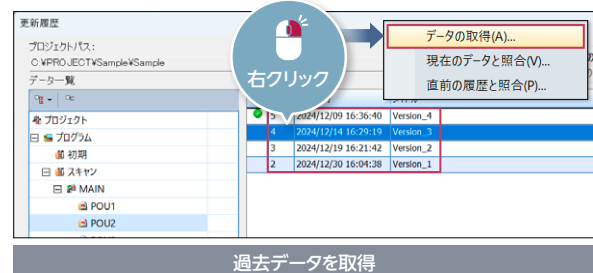 更新履歴
プロジェクトパス:
C:¥PROJECT¥Sample¥Sample
データ一覧
プロジェクト
プログラム
初期
スキャン
MAIN
POU1
POU2
右クリック
データの取得(A)...
現在のデータと照合(V)...
直前の履歴と照合(P)...
5 2024/12/09 16:36:40 Version_4
4 2024/12/14 16:29:19 Version_3
3 2024/12/19 16:21:42 Version_2
2 2024/12/30 16:04:38 Version_1
過去データを取得